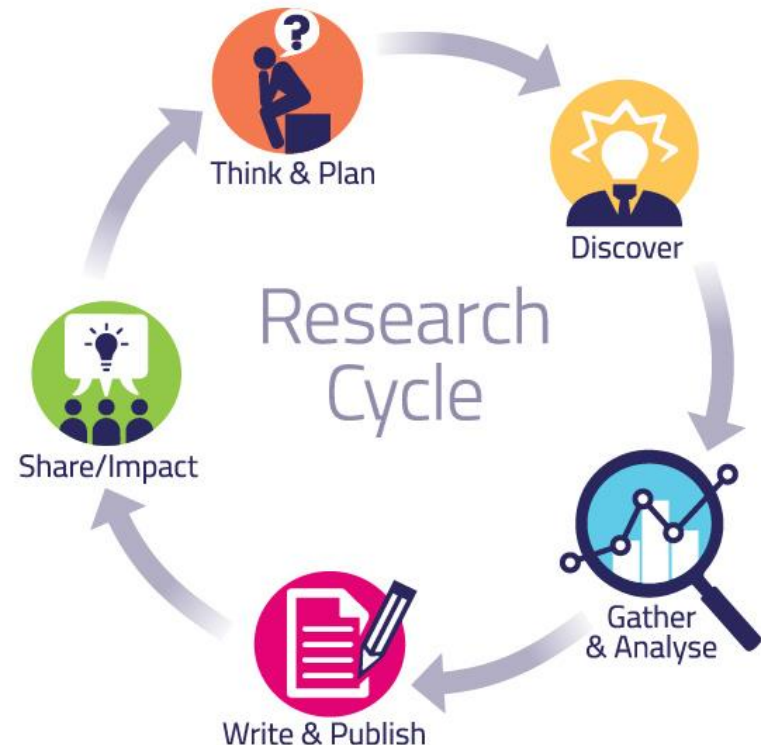 ?
Think & Plan
Discover
Research
Cycle
Share/Impact
Gather
& Analyse
Write & Publish